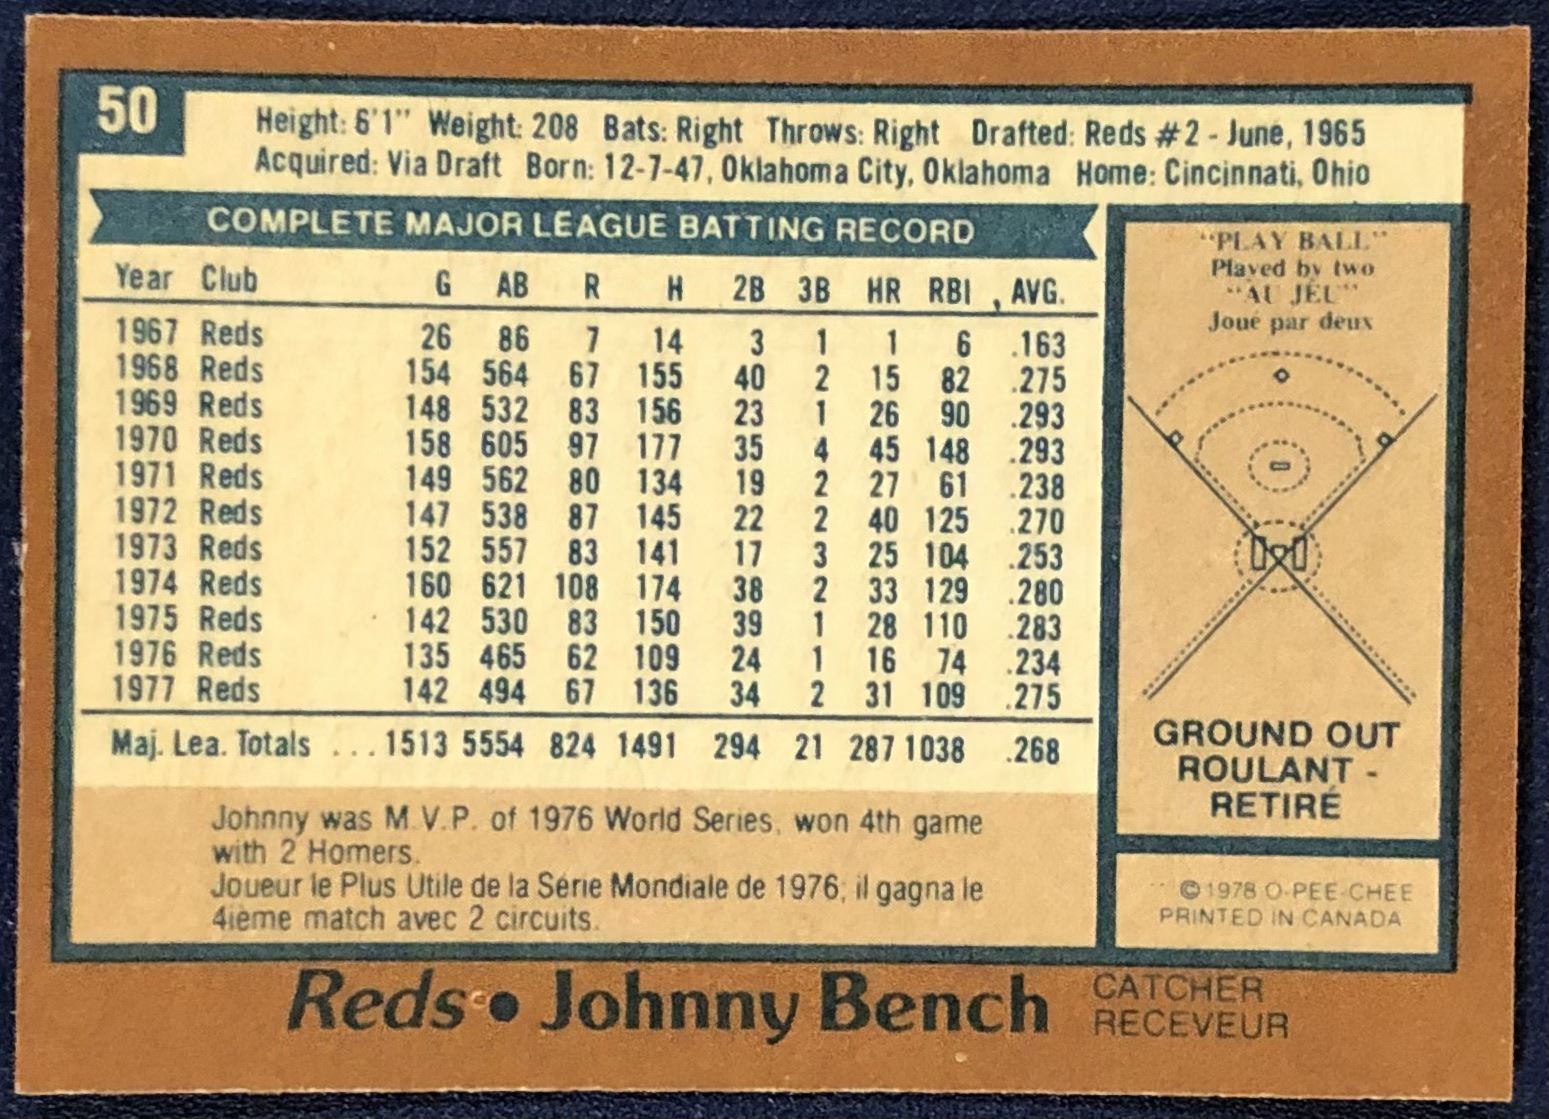 50
Height: 6'1" Weight: 208 Bats: Right Throws: Right Drafted: Reds #2 - June, 1965
Acquired: Via Draft Born: 12-7-47, Oklahoma City, Oklahoma Home: Cincinnati, Ohio
COMPLETE MAJOR LEAGUE BATTING RECORD
Year Club G AB R H 2B 3B HR RBI AVG.
1967 Reds 26 86 7 14 3 1 1 6 .163
1968 Reds 154 564 67 155 40 2 15 82 .275
1969 Reds 148 532 83 156 23 1 26 90 .293
1970 Reds 158 605 97 177 35 4 45 148 .293
1971 Reds 149 562 80 134 19 2 27 61 .238
1972 Reds 147 538 87 145 22 2 40 125 .270
1973 Reds 152 557 83 141 17 3 25 104 .253
1974 Reds 160 621 108 174 38 2 33 129 .280
1975 Reds 142 530 83 150 39 1 28 110 .283
1976 Reds 135 465 62 109 24 1 16 74 .234
1977 Reds 142 494 67 136 34 2 31 109 .275
Maj. Lea. Totals ...1513 5554 824 1491 294 21 287 1038 .268
Johnny was M.V.P. of 1976 World Series, won 4th game
with 2 Homers.
Joueur le Plus Utile de la Série Mondiale de 1976; il gagna le
4ième match avec 2 circuits.
"PLAY BALL"
Played by two
"AU JEU"
Joué par deux
GROUND OUT
ROULANT -
RETIRÉ
©1978 O-PEE-CHEE
PRINTED IN CANADA
Reds • Johnny Bench
CATCHER
RECEVEUR